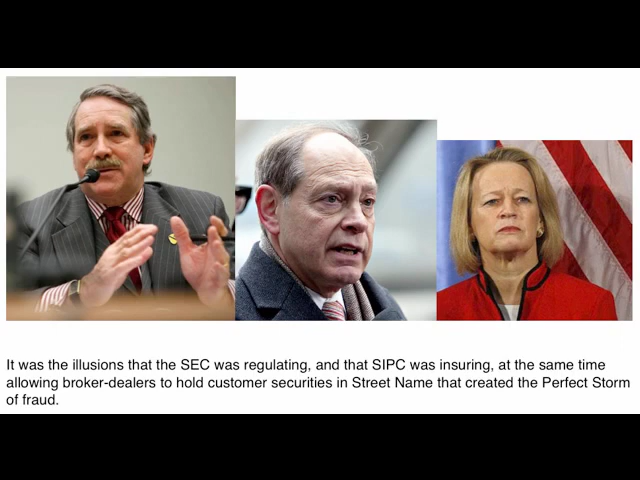 It was the illusions that the SEC was regulating, and that SIPC was insuring, at the same time
allowing broker-dealers to hold customer securities in Street Name that created the Perfect Storm
of fraud.